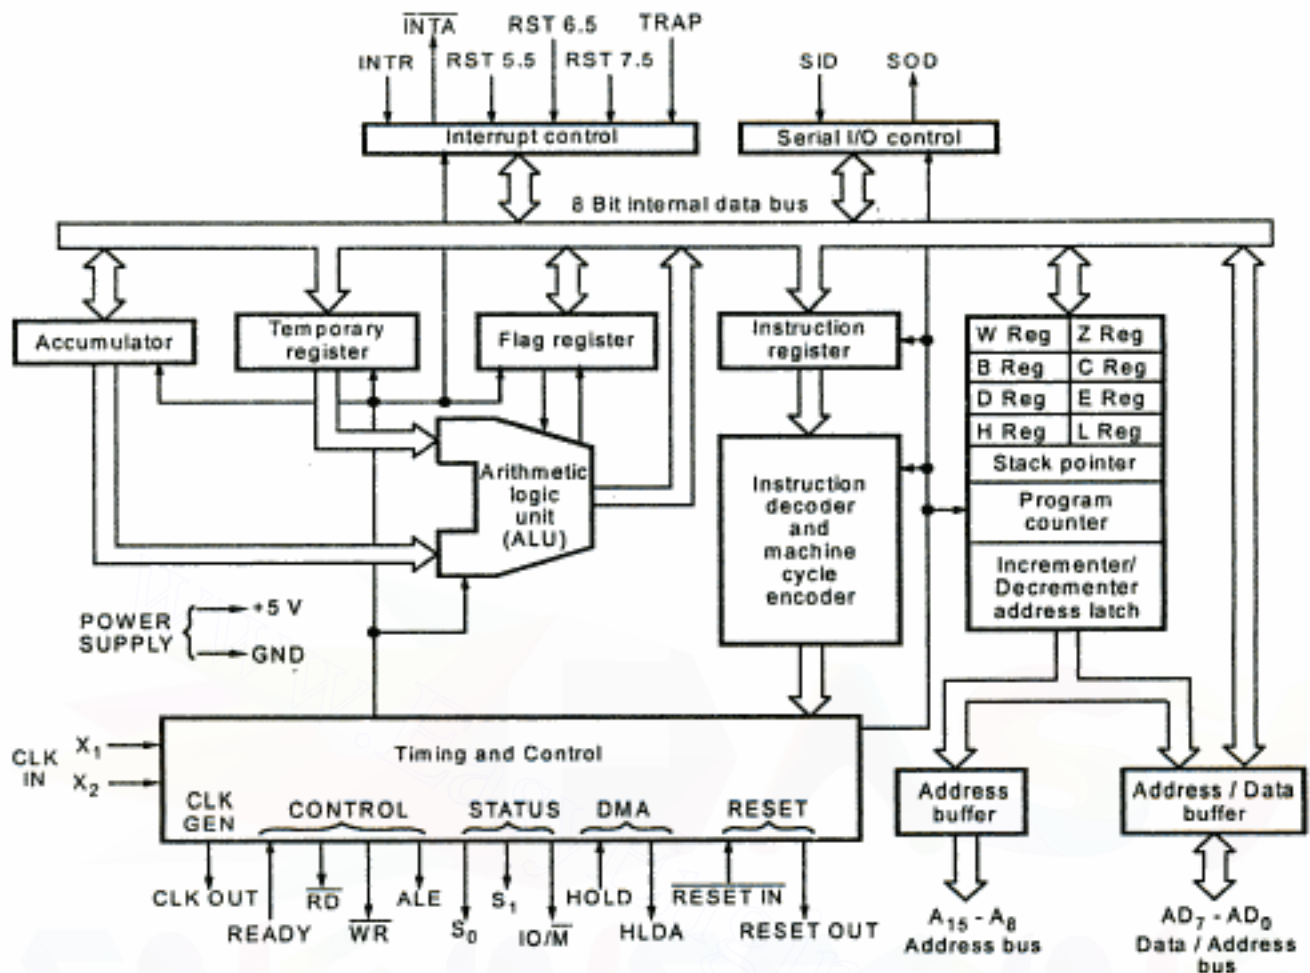 INTA RST 6.5 TRAP
INTR RST 5.5 RST 7.5 SID SOD
Interrupt control Serial I/O control
8 Bit internal data bus
Accumulator
Temporary
register
Flag register
Instruction
register
W Reg Z Reg
B Reg C Reg
D Reg E Reg
H Reg L Reg
Stack pointer
Program
counter
Incrementer/
Decrementer
address latch
Arithmetic
logic
unit
(ALU)
Instruction
decoder
and
machine
cycle
encoder
POWER
SUPPLY
+5 V
GND
CLK
IN
X1
X2
Timing and Control
CLK
GEN
CONTROL STATUS DMA RESET
Address
buffer
Address / Data
buffer
CLK OUT
READY
RD
WR
ALE
S0
S1
IO/M
HOLD
HLDA
RESET IN
RESET OUT
A15 - A8
Address bus
AD7 - AD0
Data / Address
bus